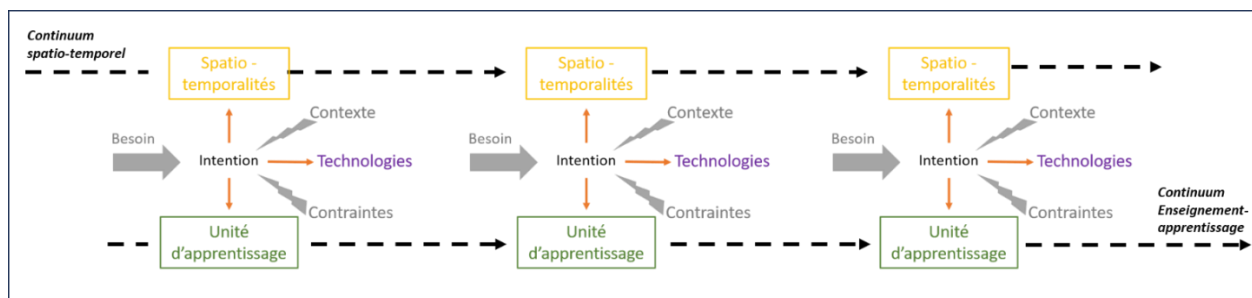 Continuum
spatio-temporel
Spatio -
temporalités
Spatio -
temporalités
Spatio -
temporalités
Contexte
Contexte
Contexte
Besoin
Besoin
Besoin
Intention
Technologies
Intention
Technologies
Intention
Technologies
Contraintes
Contraintes
Contraintes
Continuum
Enseignement-
apprentissage
Unité
d'apprentissage
Unité
d'apprentissage
Unité
d'apprentissage